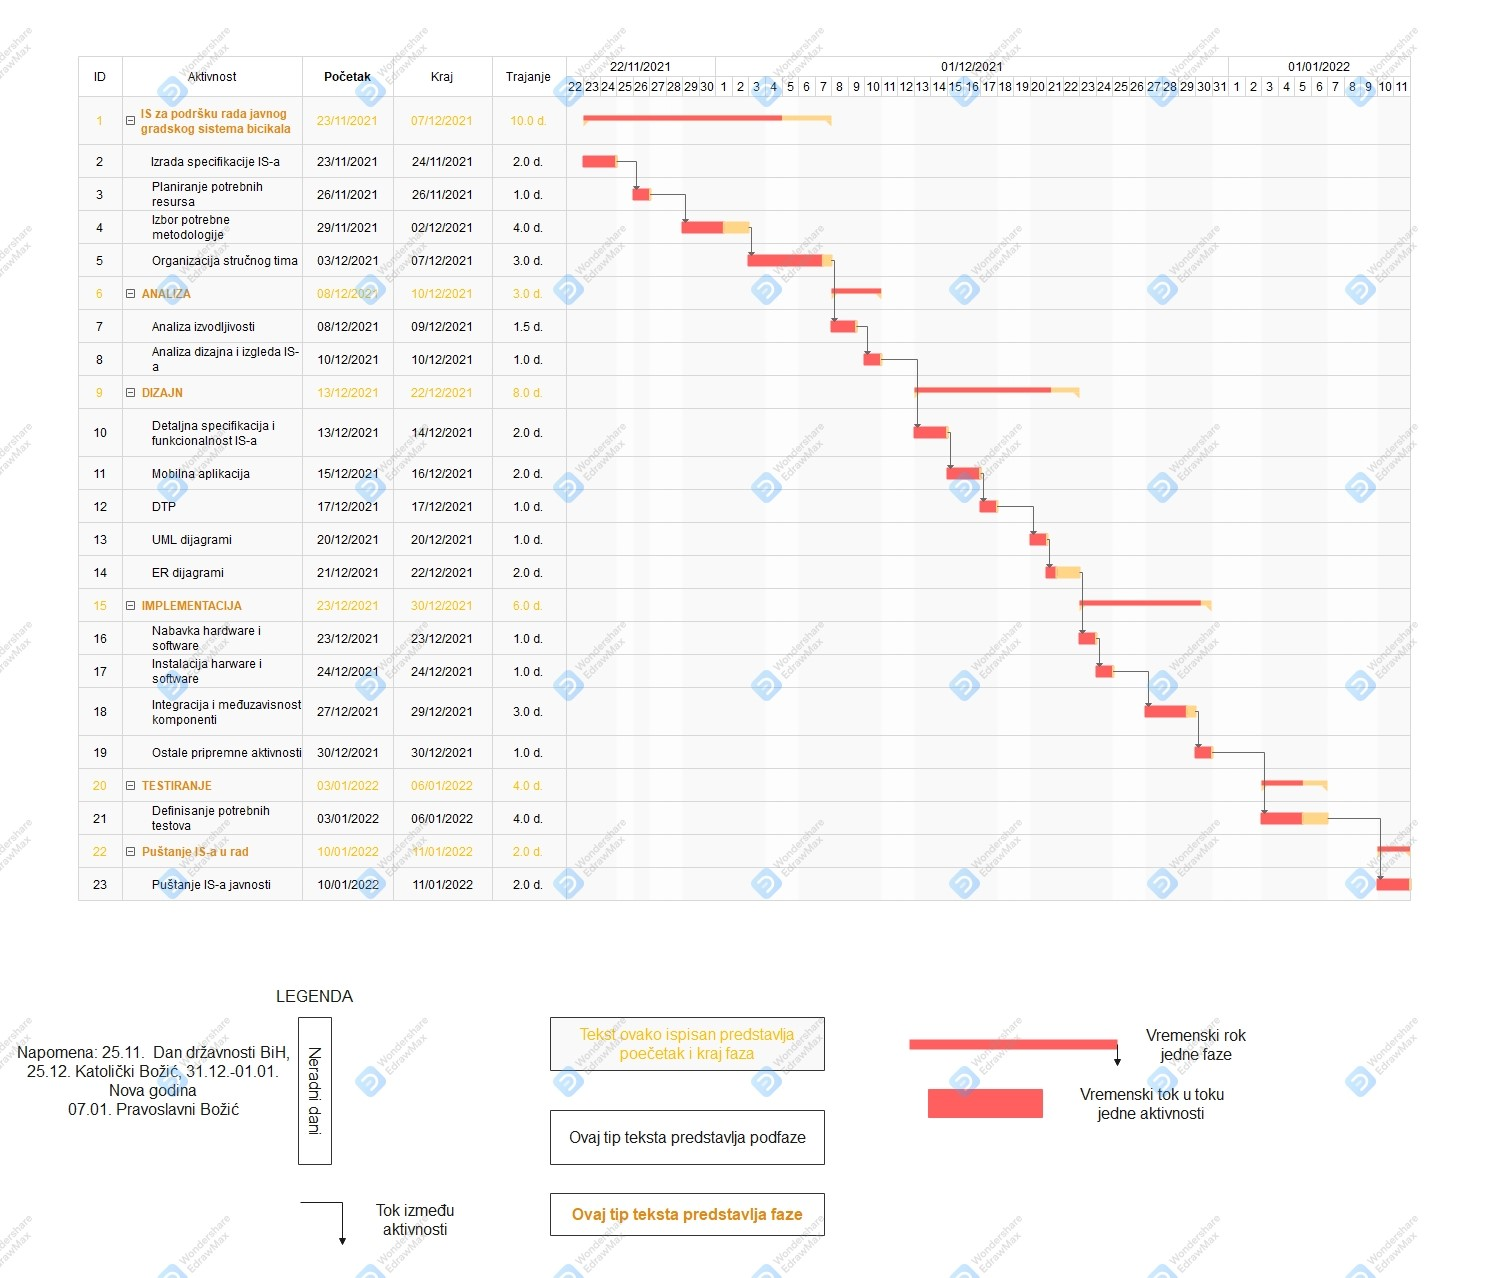 ID Aktivnost Početak Kraj Trajanje 22/11/2021 01/12/2021 01/01/2022
22 23 24 25 26 27 28 29 30 1 2 3 4 5 6 7 8 9 10 11 12 13 14 15 16 17 18 19 20 21 22 23 24 25 26 27 28 29 30 31 1 2 3 4 5 6 7 8 9 10 11
1 IS za podršku rada javnog
gradskog sistema bicikala 23/11/2021 07/12/2021 10.0 d.
2 Izrada specifikacije IS-a 23/11/2021 24/11/2021 2.0 d.
3 Planiranje potrebnih
resursa 26/11/2021 26/11/2021 1.0 d.
4 Izbor potrebne
metodologije 29/11/2021 02/12/2021 4.0 d.
5 Organizacija stručnog tima 03/12/2021 07/12/2021 3.0 d.
6 ANALIZA 08/12/2021 10/12/2021 3.0 d.
7 Analiza izvodljivosti 08/12/2021 09/12/2021 1.5 d.
8 Analiza dizajna i izgleda IS-
a 10/12/2021 10/12/2021 1.0 d.
9 DIZAJN 13/12/2021 22/12/2021 8.0 d.
10 Detaljna specifikacija i
funkcionalnost IS-a 13/12/2021 14/12/2021 2.0 d.
11 Mobilna aplikacija 15/12/2021 16/12/2021 2.0 d.
12 DTP 17/12/2021 17/12/2021 1.0 d.
13 UML dijagrami 20/12/2021 20/12/2021 1.0 d.
14 ER dijagrami 21/12/2021 22/12/2021 2.0 d.
15 IMPLEMENTACIJA 23/12/2021 30/12/2021 6.0 d.
16 Nabavka hardware i
software 23/12/2021 23/12/2021 1.0 d.
17 Instalacija harware i
software 24/12/2021 24/12/2021 1.0 d.
18 Integracija i međuzavisnost
komponenti 27/12/2021 29/12/2021 3.0 d.
19 Ostale pripremne aktivnosti 30/12/2021 30/12/2021 1.0 d.
20 TESTIRANJE 03/01/2022 06/01/2022 4.0 d.
21 Definisanje potrebnih
testova 03/01/2022 06/01/2022 4.0 d.
22 Puštanje IS-a u rad 10/01/2022 11/01/2022 2.0 d.
23 Puštanje IS-a javnosti 10/01/2022 11/01/2022 2.0 d.
LEGENDA
Napomena: 25.11. Dan državnosti BiH,
25.12. Katolički Božić, 31.12.-01.01.
Nova godina
07.01. Pravoslavni Božić
Neradni dani
Tekst ovako ispisan predstavlja
poečetak i kraj faza
Vremenski rok
jedne faze
Vremenski tok u toku
jedne aktivnosti
Ovaj tip teksta predstavlja podfaze
Tok između
aktivnosti
Ovaj tip teksta predstavlja faze
Wondershare
EdrawMax